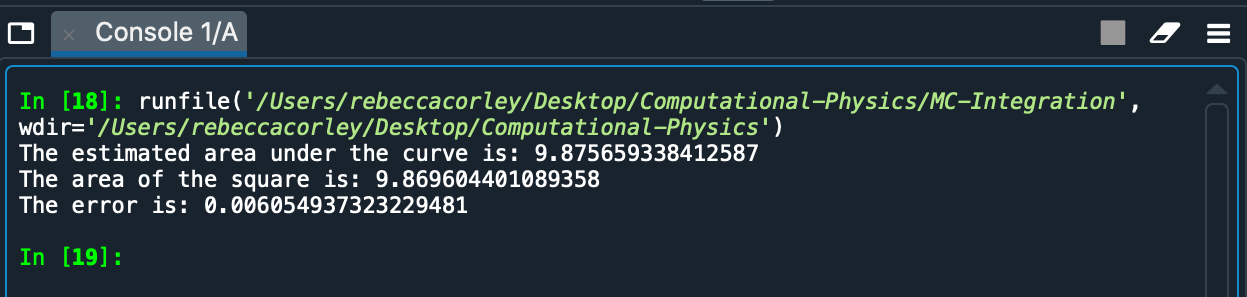 Console 1/A
In [18]: runfile('/Users/rebeccacorley/Desktop/Computational-Physics/MC-Integration',
wdir='/Users/rebeccacorley/Desktop/Computational-Physics')
The estimated area under the curve is: 9.875659338412587
The area of the square is: 9.869604401089358
The error is: 0.006054937323229481
In [19]: